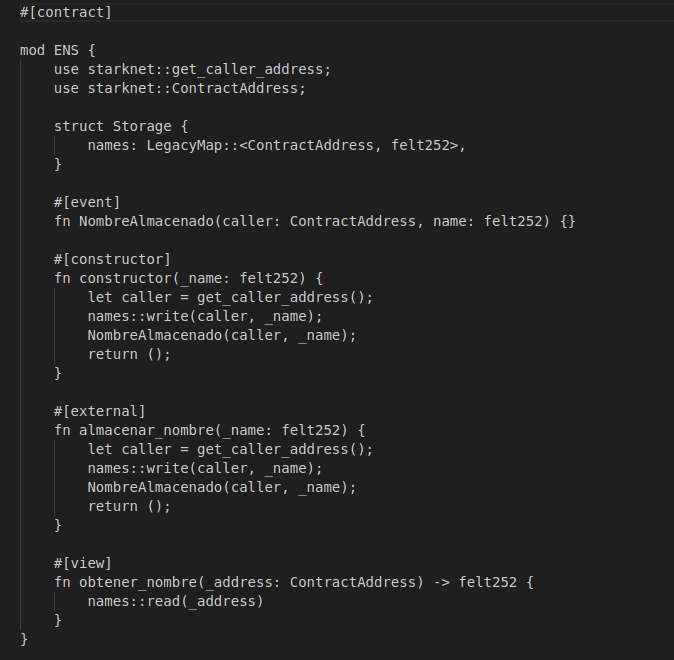 #[contract]
mod ENS {
use starknet::get_caller_address;
use starknet::ContractAddress;
struct Storage {
names: LegacyMap::<ContractAddress, felt252>,
}
#[event]
fn NombreAlmacenado(caller: ContractAddress, name: felt252) {}
#[constructor]
fn constructor(_name: felt252) {
let caller = get_caller_address();
names::write(caller, _name);
NombreAlmacenado(caller, _name);
return ();
}
#[external]
fn almacenar_nombre(_name: felt252) {
let caller = get_caller_address();
names::write(caller, _name);
NombreAlmacenado(caller, _name);
return ();
}
#[view]
fn obtener_nombre(_address: ContractAddress) -> felt252 {
names::read(_address)
}
}